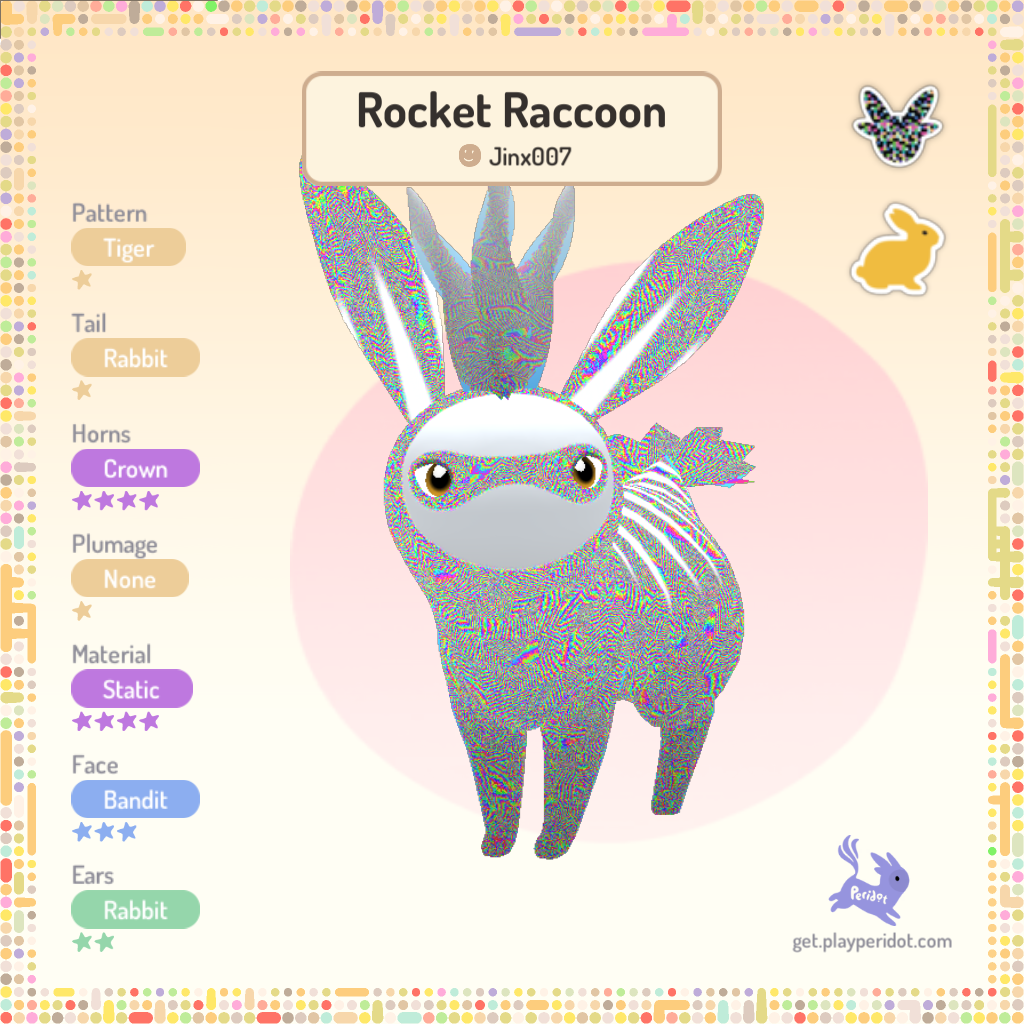 Rocket Raccoon
Jinx007
Pattern
Tiger
Tail
Rabbit
Horns
Crown
Plumage
None
Material
Static
Face
Bandit
Ears
Rabbit
Peridot
get.playperidot.com